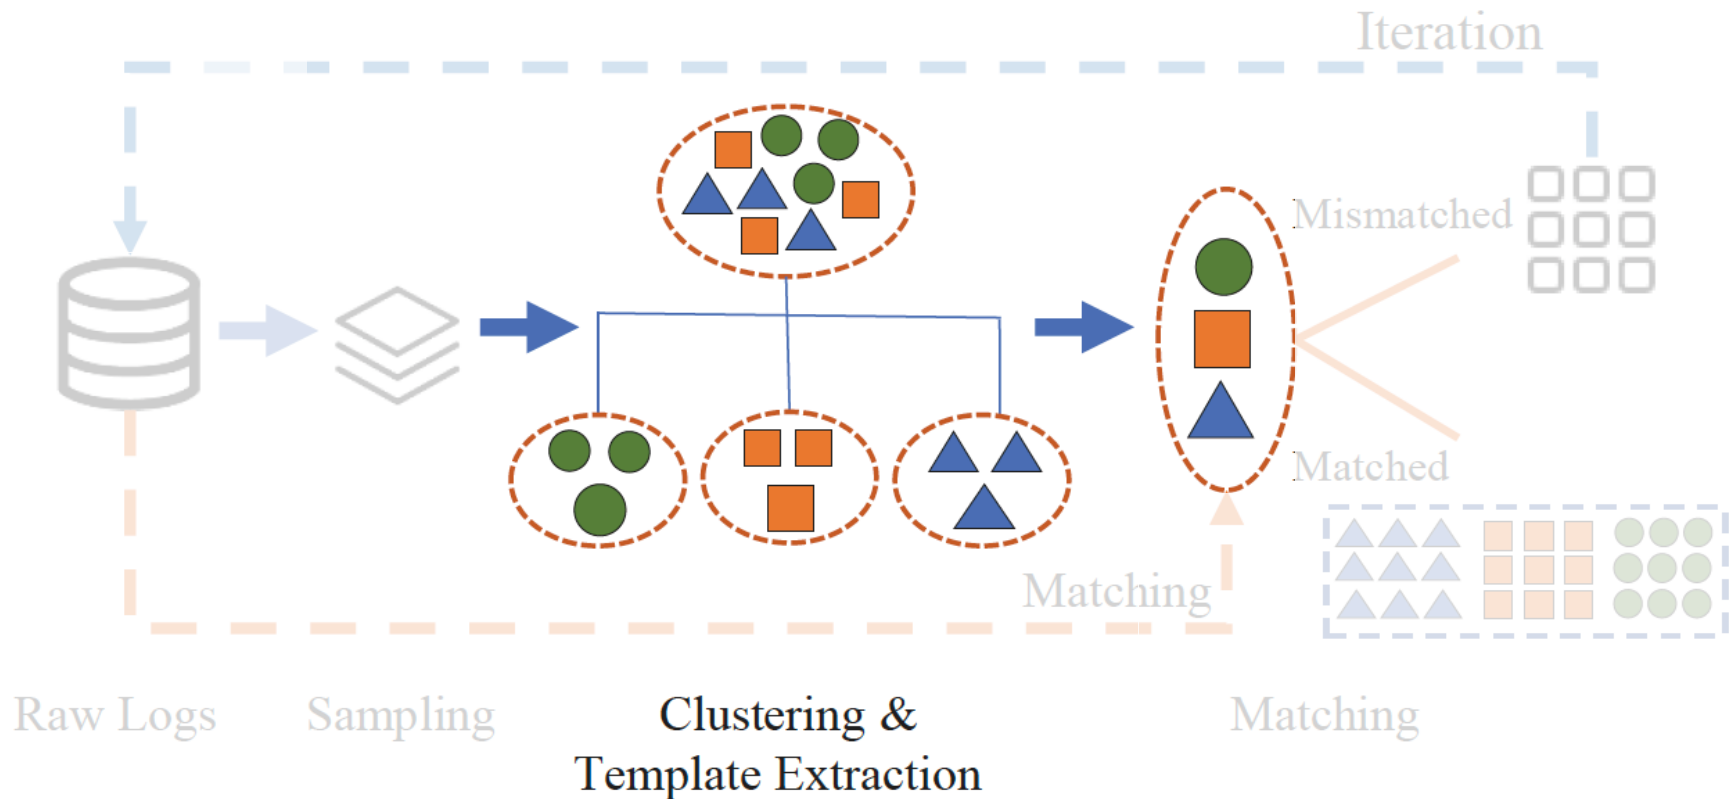 Iteration
Mismatched
Matched
Matching
Raw Logs
Sampling
Clustering &
Template Extraction
Matching